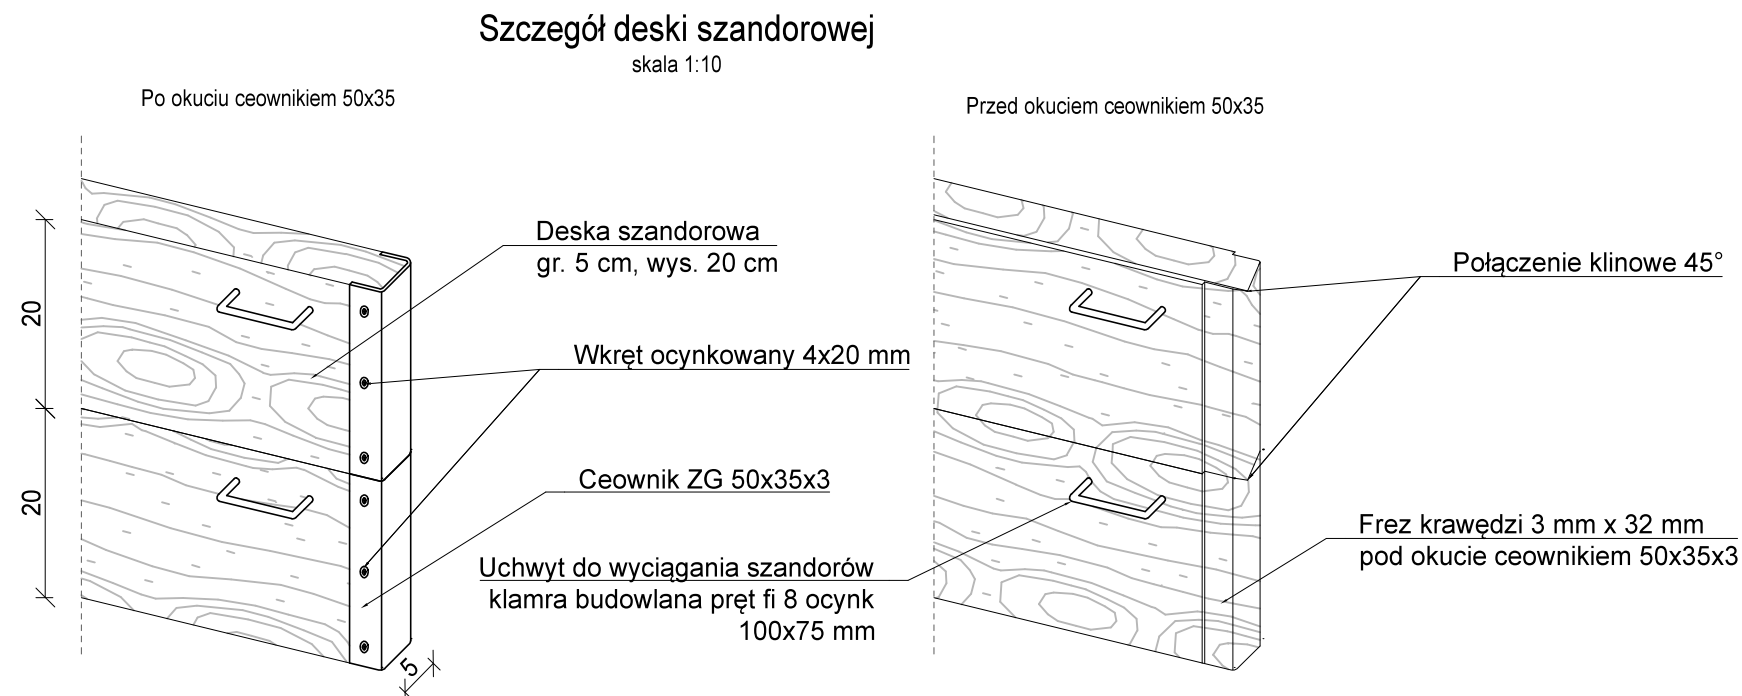 Szczegół deski szandorowej
skala 1:10
Po okuciu ceownikiem 50x35
Przed okuciem ceownikiem 50x35
Deska szandorowa
gr. 5 cm, wys. 20 cm
Połączenie klinowe 45°
20
Wkręt ocynkowany 4x20 mm
Ceownik ZG 50x35x3
20
Frez krawędzi 3 mm x 32 mm
pod okucie ceownikiem 50x35x3
Uchwyt do wyciągania szandorów
klamra budowlana pręt fi 8 ocynk
100x75 mm
5